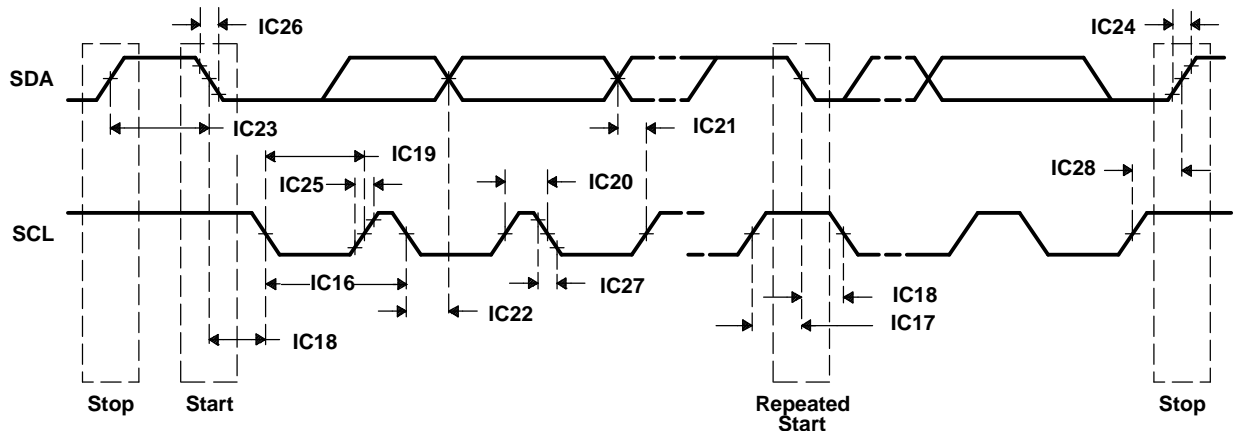 IC26
IC24
SDA
IC23
IC21
IC19
IC28
IC25
IC20
SCL
IC16
IC27
IC18
IC22
IC17
IC18
Stop
Start
Repeated
Start
Stop